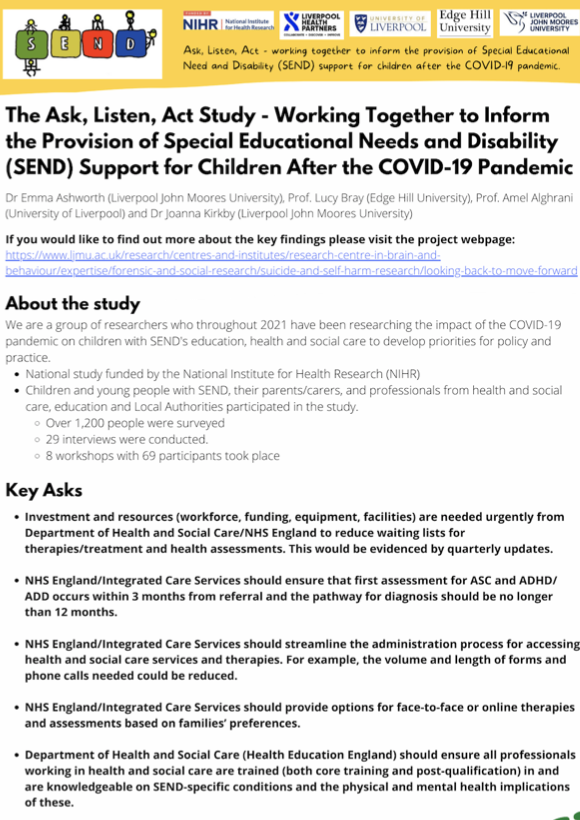 S E N D
FUNDED BY
NIHR | National Institute for Health Research
LIVERPOOL HEALTH PARTNERS
UNIVERSITY OF LIVERPOOL
Edge Hill University
LIVERPOOL JOHN MOORES UNIVERSITY
Ask, Listen, Act - working together to inform the provision of Special Educational
Need and Disability (SEND) support for children after the COVID-19 pandemic.
The Ask, Listen, Act Study - Working Together to Inform
the Provision of Special Educational Needs and Disability
(SEND) Support for Children After the COVID-19 Pandemic
Dr Emma Ashworth (Liverpool John Moores University), Prof. Lucy Bray (Edge Hill University), Prof. Amel Alghrani
(University of Liverpool) and Dr Joanna Kirkby (Liverpool John Moores University)
If you would like to find out more about the key findings please visit the project webpage:
https://www.ljmu.ac.uk/research/centres-and-institutes/research-centre-in-brain-and-
behaviour/expertise/forensic-and-social-research/suicide-and-self-harm-research/looking-back-to-move-forward
About the study
We are a group of researchers who throughout 2021 have been researching the impact of the COVID-19
pandemic on children with SEND's education, health and social care to develop priorities for policy and
practice.
• National study funded by the National Institute for Health Research (NIHR)
• Children and young people with SEND, their parents/carers, and professionals from health and social
care, education and Local Authorities participated in the study.
○ Over 1,200 people were surveyed
○ 29 interviews were conducted.
○ 8 workshops with 69 participants took place
Key Asks
• Investment and resources (workforce, funding, equipment, facilities) are needed urgently from
Department of Health and Social Care/NHS England to reduce waiting lists for
therapies/treatment and health assessments. This would be evidenced by quarterly updates.
• NHS England/Integrated Care Services should ensure that first assessment for ASC and ADHD/
ADD occurs within 3 months from referral and the pathway for diagnosis should be no longer
than 12 months.
• NHS England/Integrated Care Services should streamline the administration process for accessing
health and social care services and therapies. For example, the volume and length of forms and
phone calls needed could be reduced.
• NHS England/Integrated Care Services should provide options for face-to-face or online therapies
and assessments based on families' preferences.
• Department of Health and Social Care (Health Education England) should ensure all professionals
working in health and social care are trained (both core training and post-qualification) in and
are knowledgeable on SEND-specific conditions and the physical and mental health implications
of these.